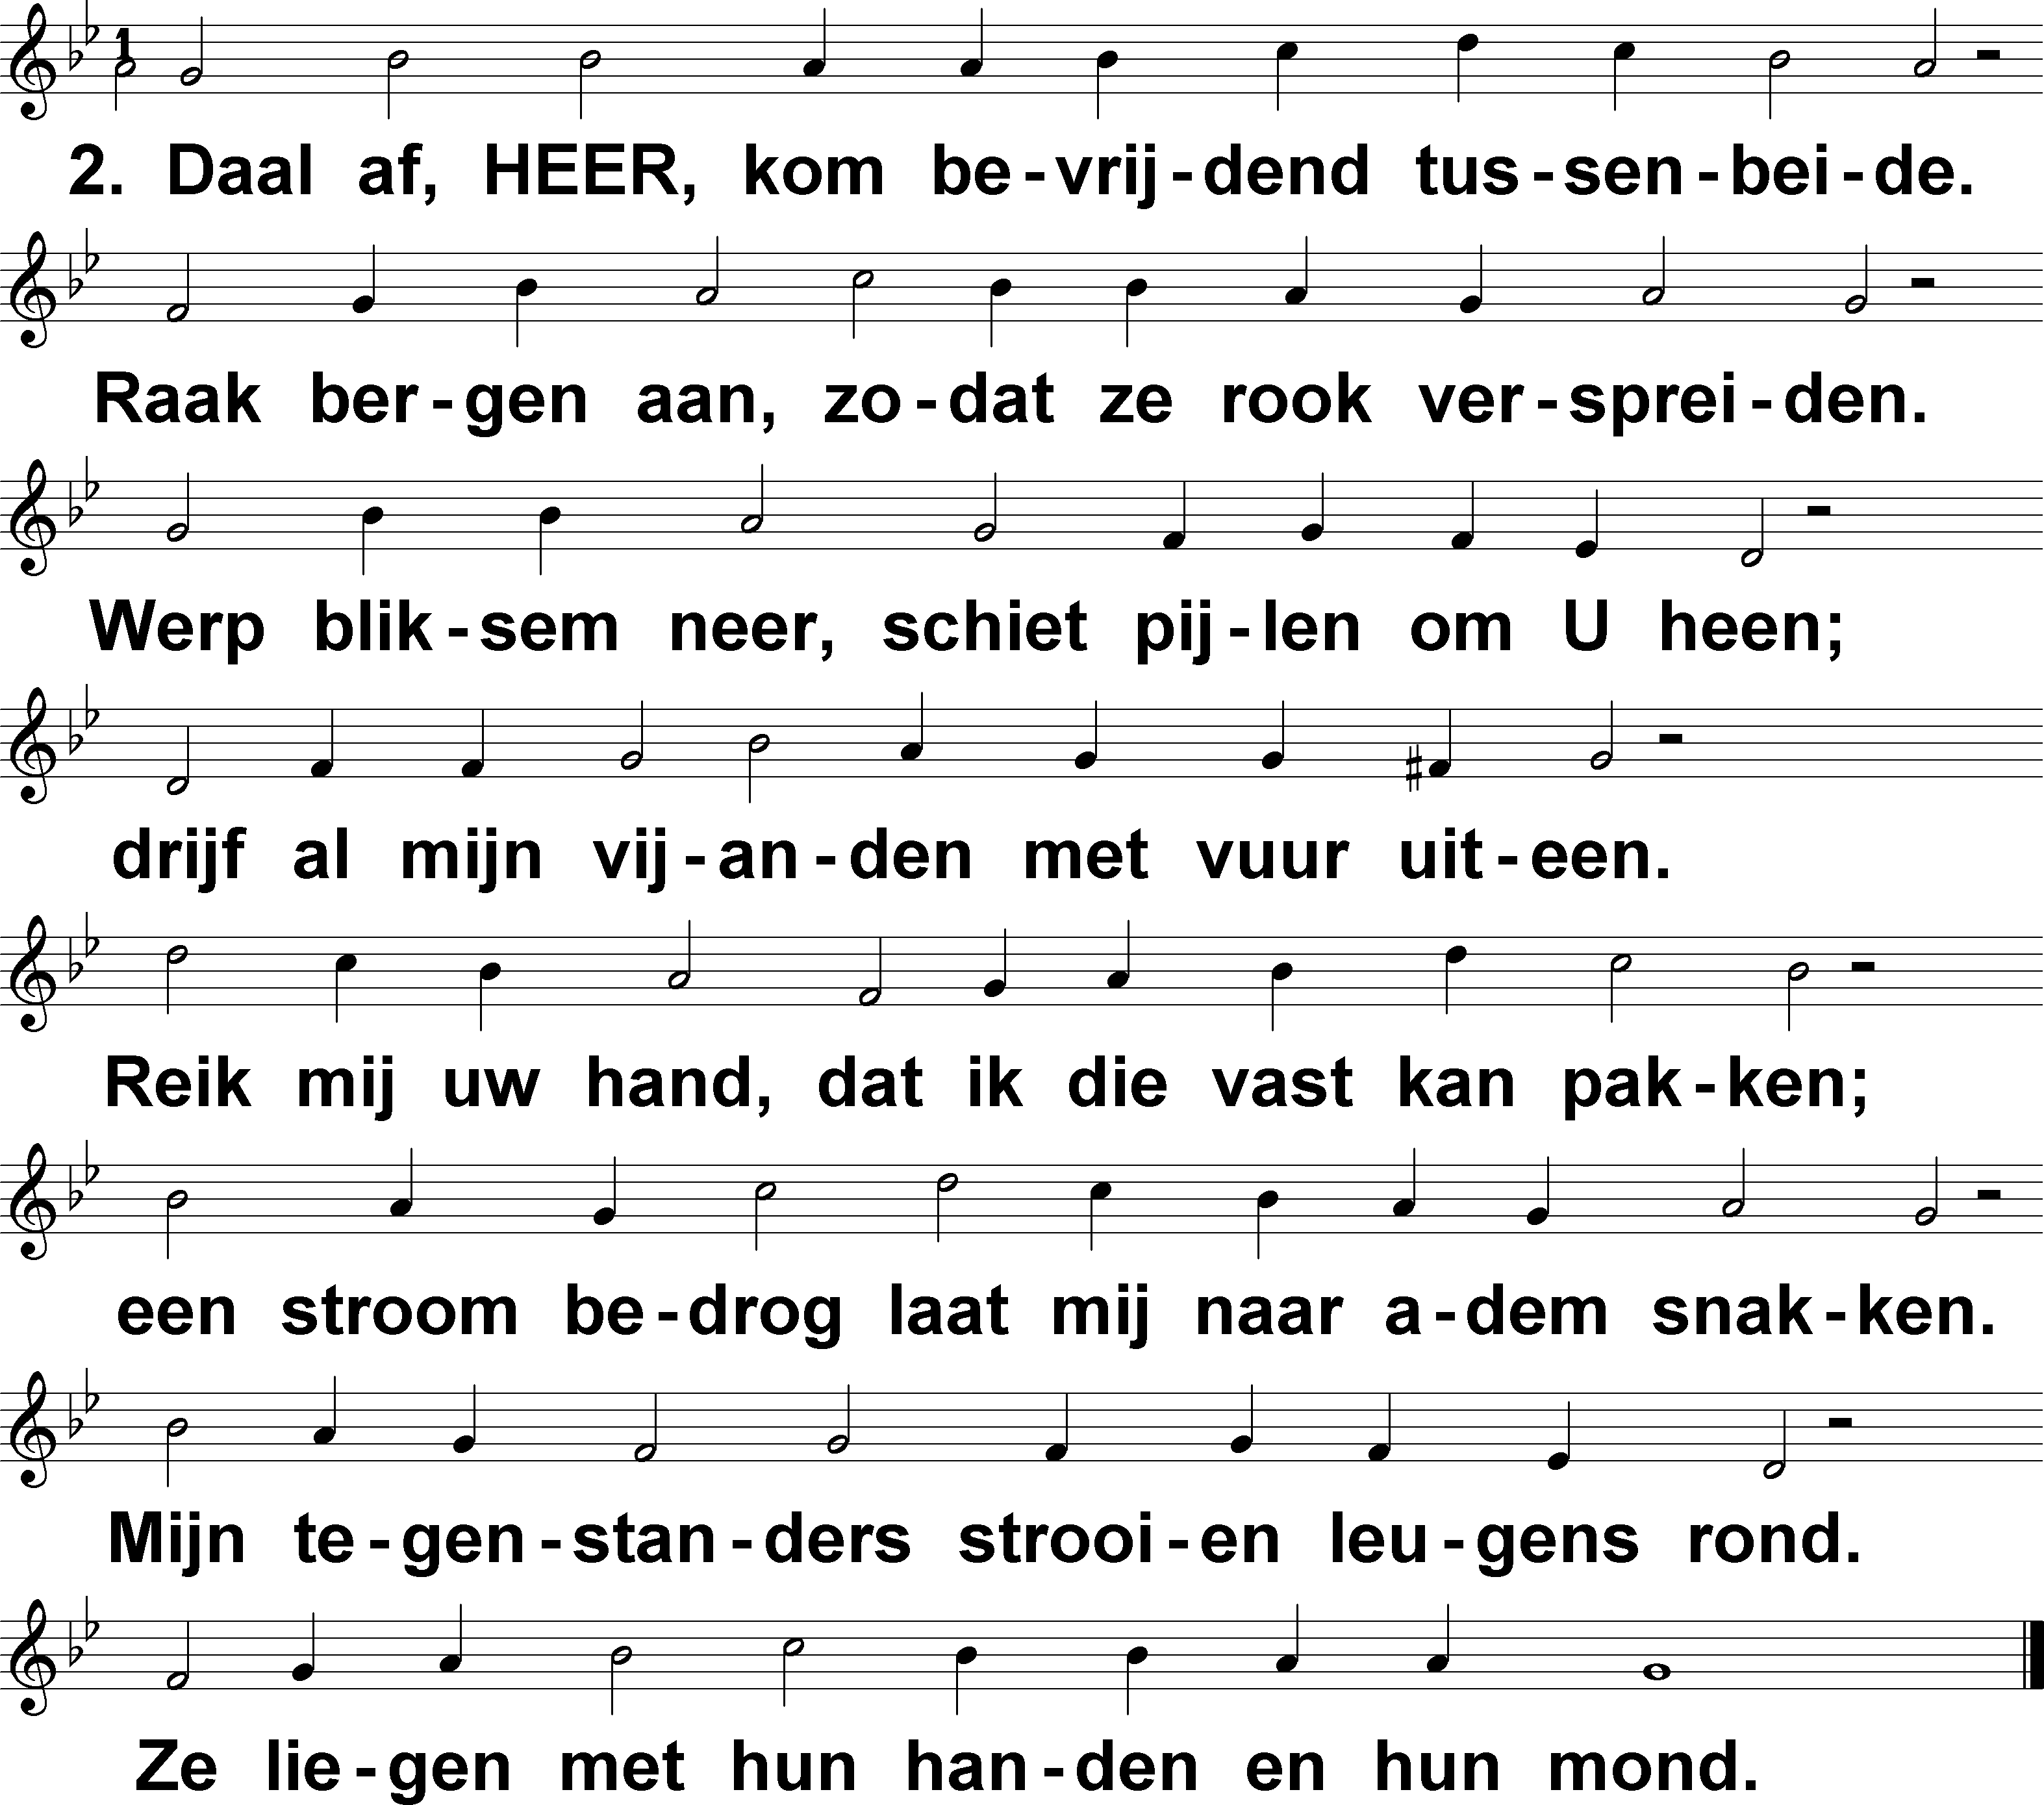 2. Daal af, HEER, kom be-vrij-dend tus-sen-bei-de.
Raak ber-gen aan, zo-dat ze rook ver-sprei-den.
Werp blik-sem neer, schiet pij-len om U heen;
drijf al mijn vij-an-den met vuur uit-een.
Reik mij uw hand, dat ik die vast kan pak-ken;
een stroom be-drog laat mij naar a-dem snak-ken.
Mijn te-gen-stan-ders strooi-en leu-gens rond.
Ze lie-gen met hun han-den en hun mond.